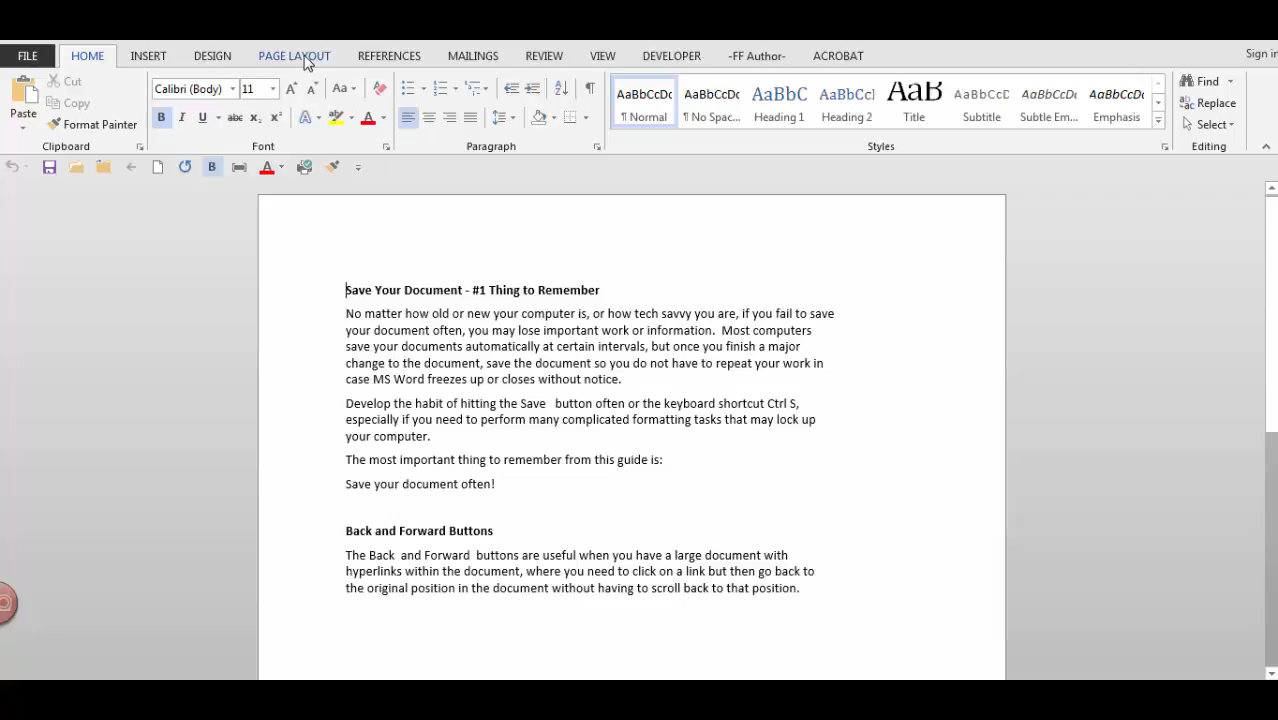 FILE HOME INSERT DESIGN PAGE LAYOUT REFERENCES MAILINGS REVIEW VIEW DEVELOPER -FF Author- ACROBAT Sign in
Paste
Cut
Copy
Format Painter
Clipboard
Calibri (Body) 11 Aa
B I U abc X₂ X² A A
Font
Paragraph
AaBbCcDc AaBbCcDc AaBbC AaBbCcI AaB AaBbCcD AaBbCcDc AaBbCcDc
¶ Normal ¶ No Spac... Heading 1 Heading 2 Title Subtitle Subtle Em... Emphasis
Styles
Find
Replace
Select
Editing
B A
Save Your Document - #1 Thing to Remember
No matter how old or new your computer is, or how tech savvy you are, if you fail to save
your document often, you may lose important work or information. Most computers
save your documents automatically at certain intervals, but once you finish a major
change to the document, save the document so you do not have to repeat your work in
case MS Word freezes up or closes without notice.
Develop the habit of hitting the Save button often or the keyboard shortcut Ctrl S,
especially if you need to perform many complicated formatting tasks that may lock up
your computer.
The most important thing to remember from this guide is:
Save your document often!
Back and Forward Buttons
The Back and Forward buttons are useful when you have a large document with
hyperlinks within the document, where you need to click on a link but then go back to
the original position in the document without having to scroll back to that position.